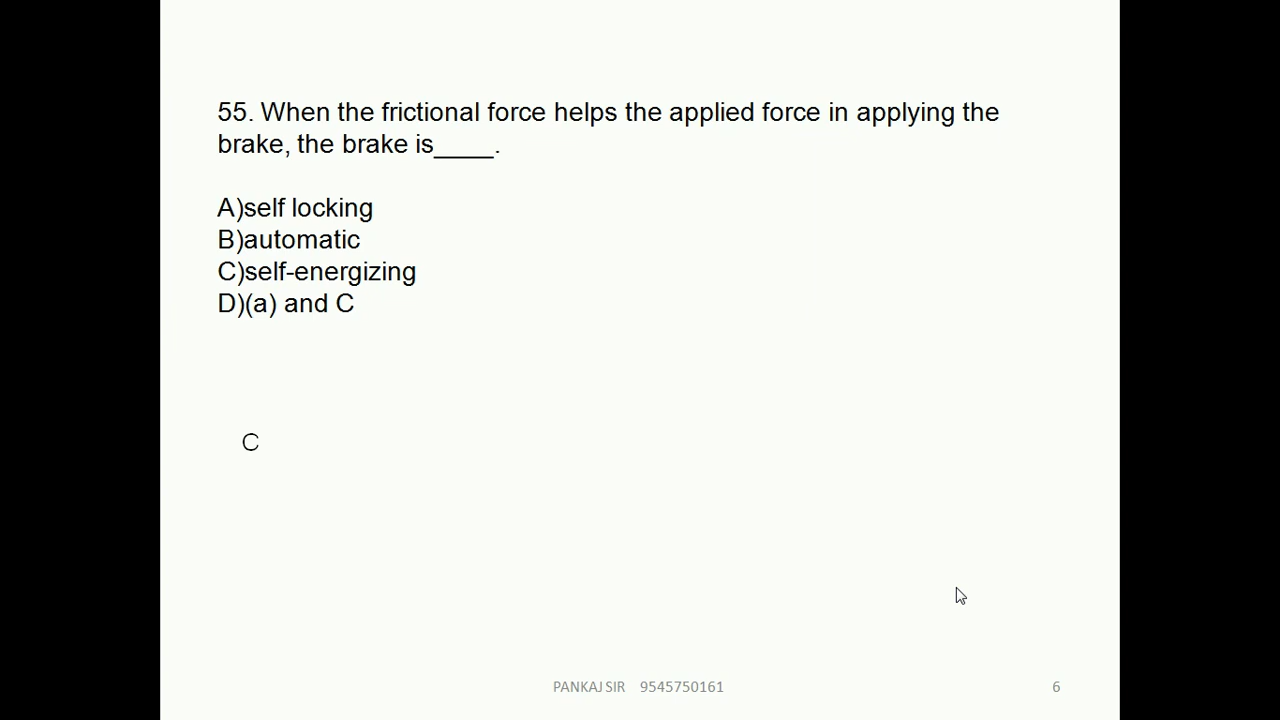 55. When the frictional force helps the applied force in applying the
brake, the brake is____.
A)self locking
B)automatic
C)self-energizing
D)(a) and C
C
PANKAJ SIR 9545750161
6